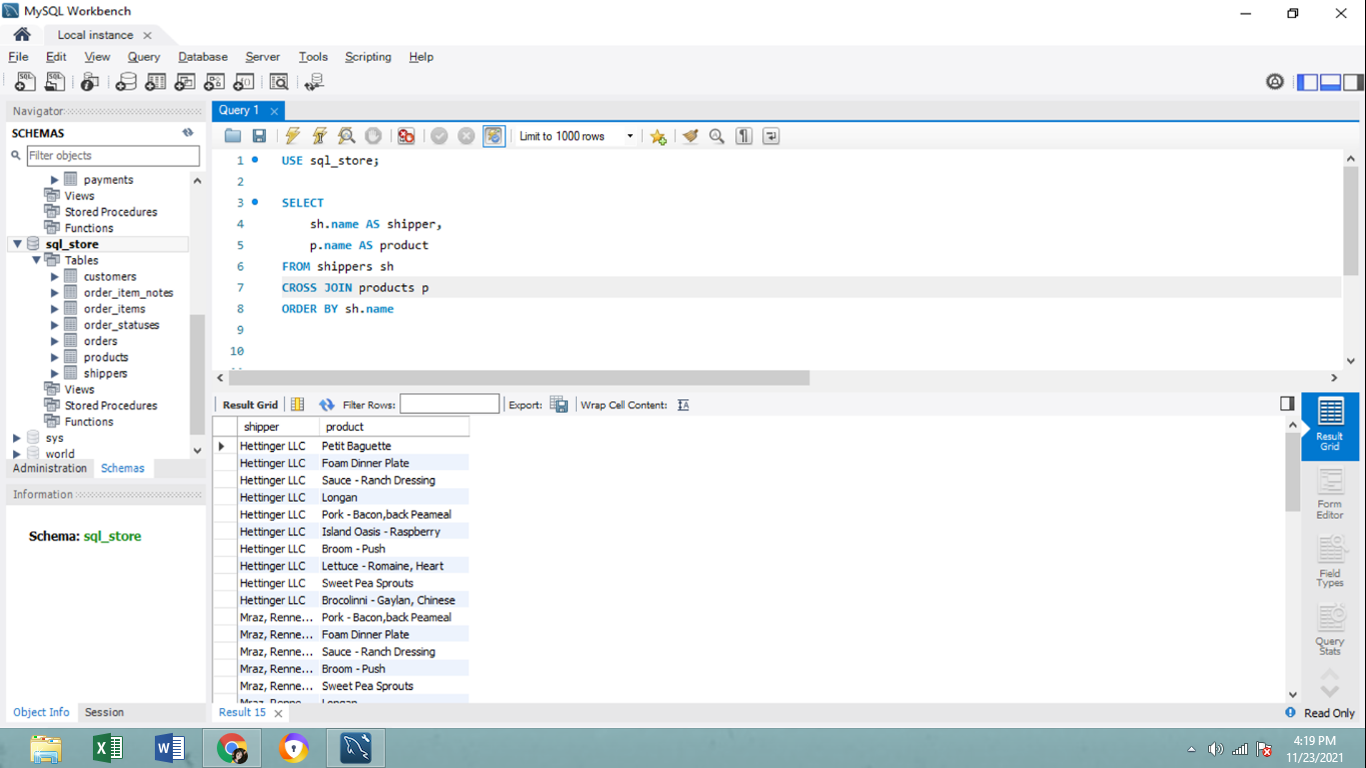 MySQL Workbench
Local instance
File Edit View Query Database Server Tools Scripting Help
Navigator
SCHEMAS
Filter objects
payments
Views
Stored Procedures
Functions
sql_store
Tables
customers
order_item_notes
order_items
order_statuses
orders
products
shippers
Views
Stored Procedures
Functions
sys
world
Administration Schemas
Information
Schema: sql_store
Object Info Session
Query 1
Limit to 1000 rows
1 USE sql_store;
2
3 SELECT
4 sh.name AS shipper,
5 p.name AS product
6 FROM shippers sh
7 CROSS JOIN products p
8 ORDER BY sh.name
9
10
Result Grid Filter Rows: Export: Wrap Cell Content:
shipper product
Hettinger LLC Petit Baguette
Hettinger LLC Foam Dinner Plate
Hettinger LLC Sauce - Ranch Dressing
Hettinger LLC Longan
Hettinger LLC Pork - Bacon,back Peameal
Hettinger LLC Island Oasis - Raspberry
Hettinger LLC Broom - Push
Hettinger LLC Lettuce - Romaine, Heart
Hettinger LLC Sweet Pea Sprouts
Hettinger LLC Brocolinni - Gaylan, Chinese
Mraz, Renne... Pork - Bacon,back Peameal
Mraz, Renne... Foam Dinner Plate
Mraz, Renne... Sauce - Ranch Dressing
Mraz, Renne... Broom - Push
Mraz, Renne... Sweet Pea Sprouts
Result 15
Result
Grid
Form
Editor
Field
Types
Query
Stats
Read Only
4:19 PM
11/23/2021